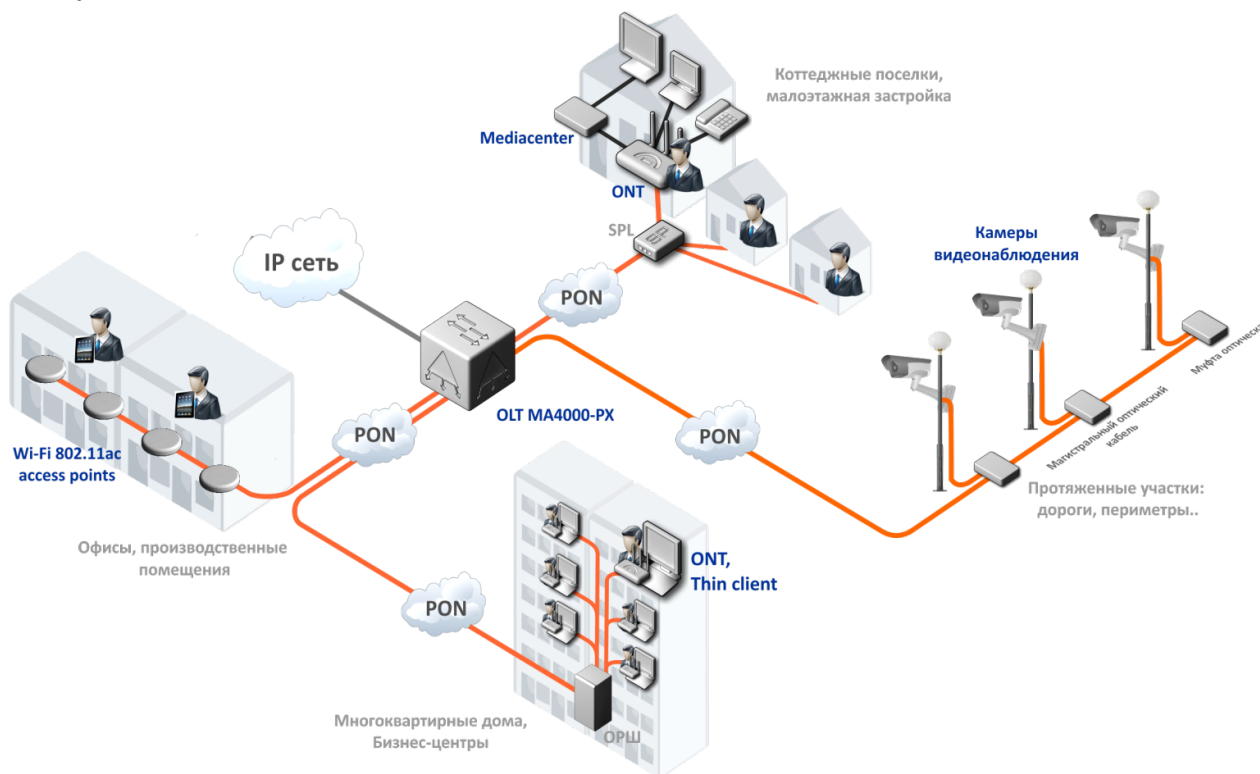 Коттеджные поселки,
малоэтажная застройка
Mediacenter
ONT
SPL
Камеры
видеонаблюдения
IP сеть
PON
OLT MA4000-PX
PON
PON
Wi-Fi 802.11ac
access points
Офисы, производственные
помещения
Муфта оптическ
Магистральный оптический
кабель
Протяженные участки:
дороги, периметры..
ONT,
Thin client
PON
Многоквартирные дома,
Бизнес-центры
ОРШ